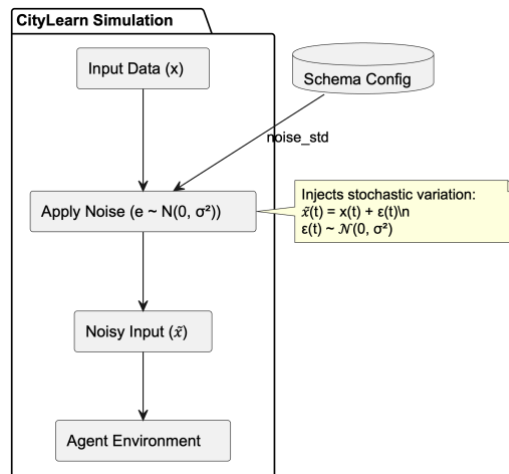 CityLearn Simulation
Input Data (x)
Schema Config
noise_std
Apply Noise (e ~ N(0, σ²))
Injects stochastic variation:
x̃(t) = x(t) + ε(t)\n
ε(t) ~ 𝒩(0, σ²)
Noisy Input (x̃)
Agent Environment